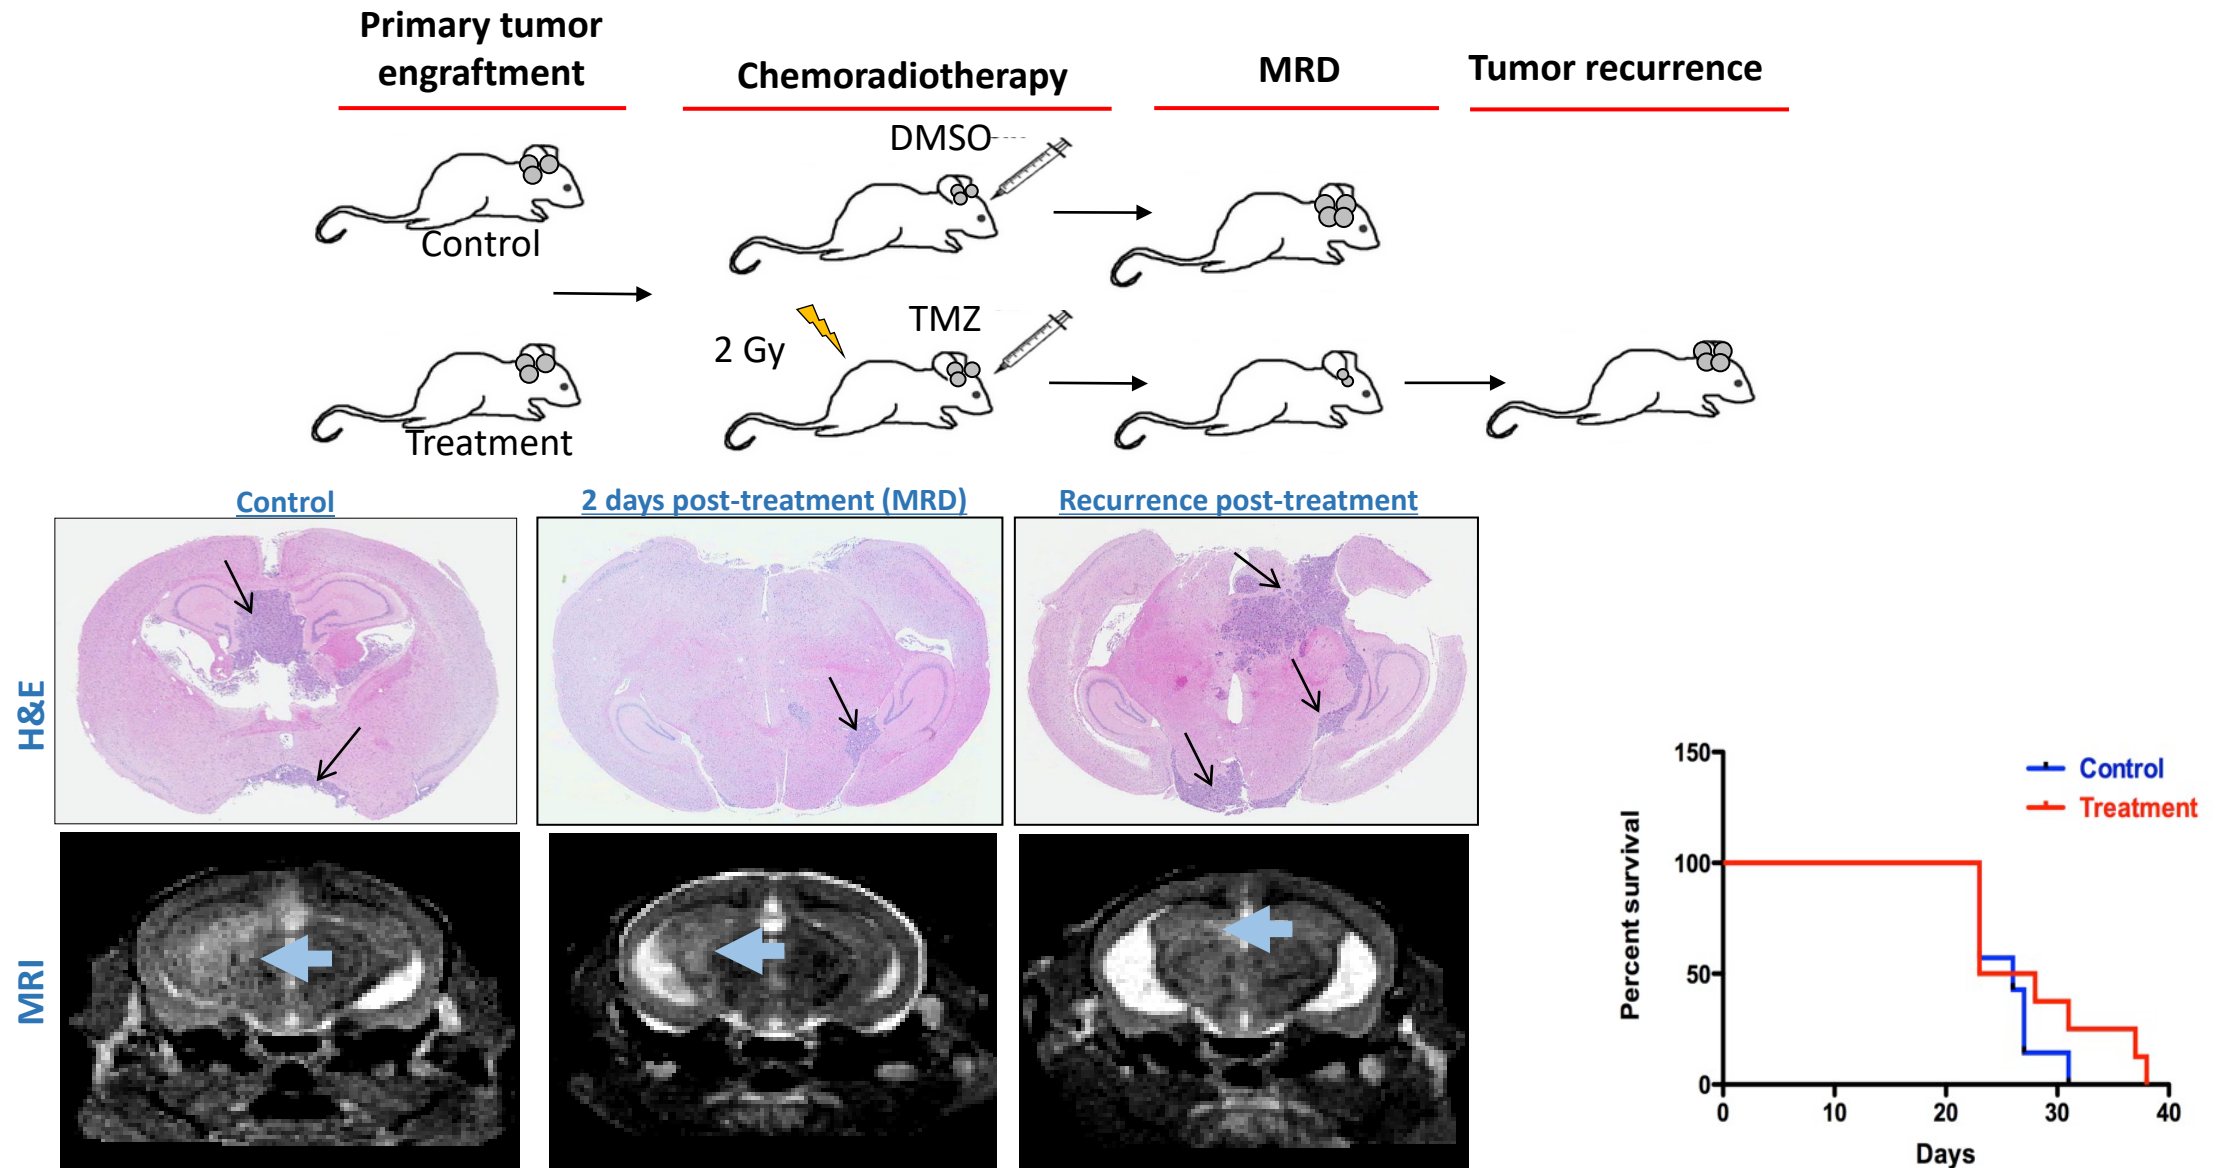 Primary tumor
engraftment
Chemoradiotherapy
MRD
Tumor recurrence
DMSO
Control
TMZ
2 Gy
Treatment
Control
2 days post-treatment (MRD)
Recurrence post-treatment
H&E
MRI
150
100
50
0
Percent survival
Control
Treatment
0 10 20 30 40
Days